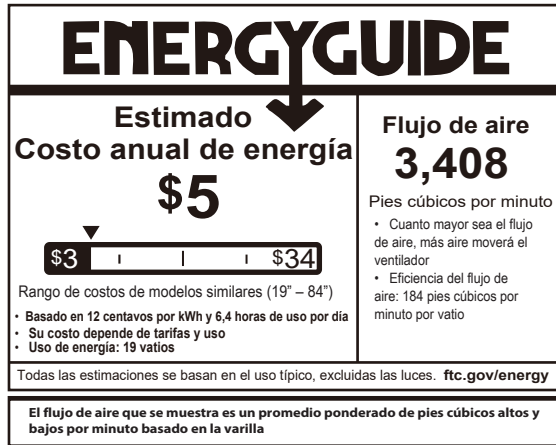 ENERGYGUIDE
Estimado
Costo anual de energía
$5
$3
$34
Rango de costos de modelos similares (19” – 84”)
• Basado en 12 centavos por kWh y 6,4 horas de uso por día
• Su costo depende de tarifas y uso
• Uso de energía: 19 vatios
Flujo de aire
3,408
Pies cúbicos por minuto
• Cuanto mayor sea el flujo
de aire, más aire moverá el
ventilador
• Eficiencia del flujo de
aire: 184 pies cúbicos por
minuto por vatio
Todas las estimaciones se basan en el uso típico, excluidas las luces. ftc.gov/energy
El flujo de aire que se muestra es un promedio ponderado de pies cúbicos altos y
bajos por minuto basado en la varilla